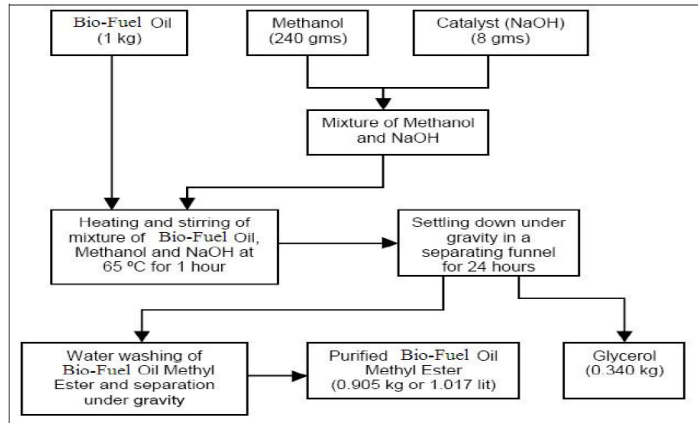 Bio-Fuel Oil
(1 kg)
Methanol
(240 gms)
Catalyst (NaOH)
(8 gms)
Mixture of Methanol
and NaOH
Heating and stirring of
mixture of Bio-Fuel Oil,
Methanol and NaOH at
65 ºC for 1 hour
Settling down under
gravity in a
separating funnel
for 24 hours
Water washing of
Bio-Fuel Oil Methyl
Ester and separation
under gravity
Purified Bio-Fuel Oil
Methyl Ester
(0.905 kg or 1.017 lit)
Glycerol
(0.340 kg)